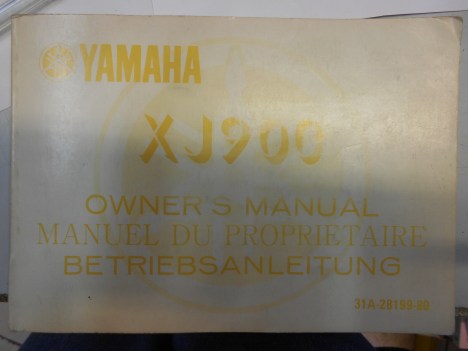 YAMAHA
XJ900
OWNER'S MANUAL
MANUEL DU PROPRIETAIRE
BETRIEBSANLEITUNG
31A-28199-80